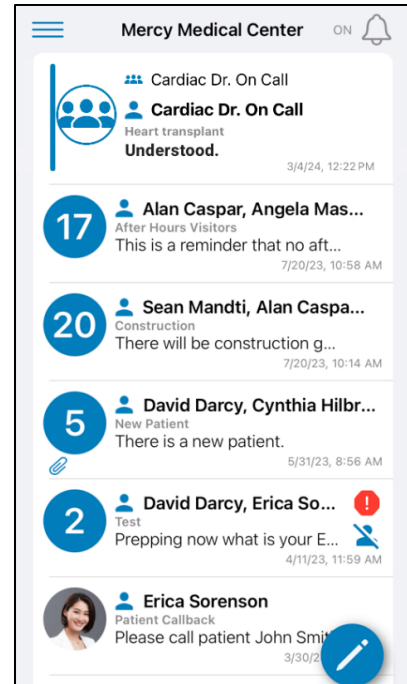 Mercy Medical Center ON
Cardiac Dr. On Call
Cardiac Dr. On Call
Heart transplant
Understood.
3/4/24, 12:22 PM
17
Alan Caspar, Angela Mas...
After Hours Visitors
This is a reminder that no aft...
7/20/23, 10:58 AM
20
Sean Mandti, Alan Caspa...
Construction
There will be construction g...
7/20/23, 10:14 AM
5
David Darcy, Cynthia Hilbr...
New Patient
There is a new patient.
5/31/23, 8:56 AM
2
David Darcy, Erica So...
Test
Prepping now what is your E...
4/11/23, 11:59 AM
Erica Sorenson
Patient Callback
Please call patient John Smit
3/30/2